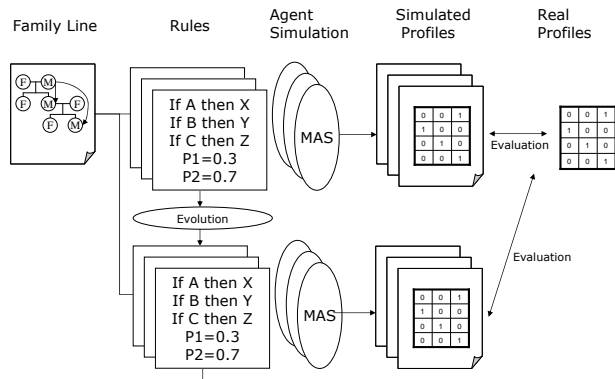 Family Line
Rules
Agent
Simulation
Simulated
Profiles
Real
Profiles
F M
F M F
F M
If A then X
If B then Y
If C then Z
P1=0.3
P2=0.7
MAS
0 0 1
1 0 0
0 1 0
0 0 1
Evaluation
0 0 1
1 0 0
0 1 0
0 0 1
Evolution
Evaluation
If A then X
If B then Y
If C then Z
P1=0.3
P2=0.7
MAS
0 0 1
1 0 0
0 1 0
0 0 1